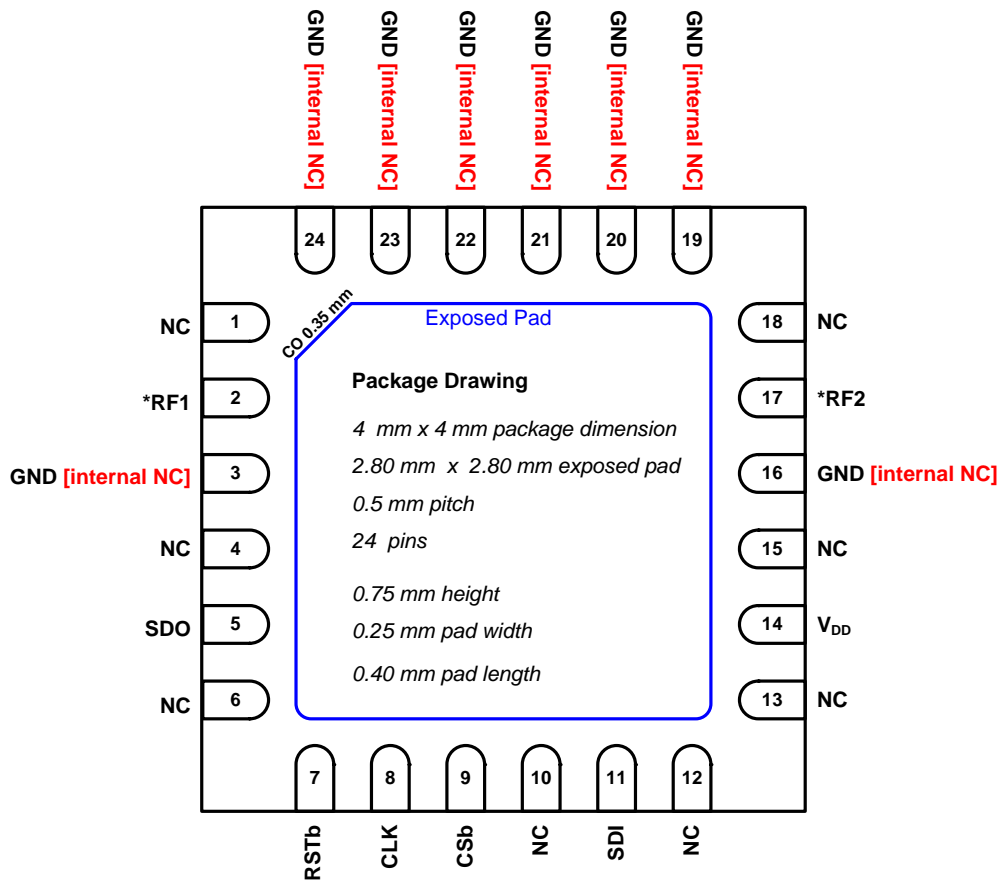 GND [internal NC]
GND [internal NC]
GND [internal NC]
GND [internal NC]
GND [internal NC]
GND [internal NC]
24
23
22
21
20
19
NC
1
CO 0.35 mm
Exposed Pad
18
NC
*RF1
2
Package Drawing
17
*RF2
4 mm x 4 mm package dimension
GND [internal NC]
3
2.80 mm x 2.80 mm exposed pad
16
GND [internal NC]
0.5 mm pitch
NC
4
24 pins
15
NC
0.75 mm height
SDO
5
0.25 mm pad width
14
VDD
0.40 mm pad length
NC
6
13
NC
7
8
9
10
11
12
RSTb
CLK
CSb
NC
SDI
NC